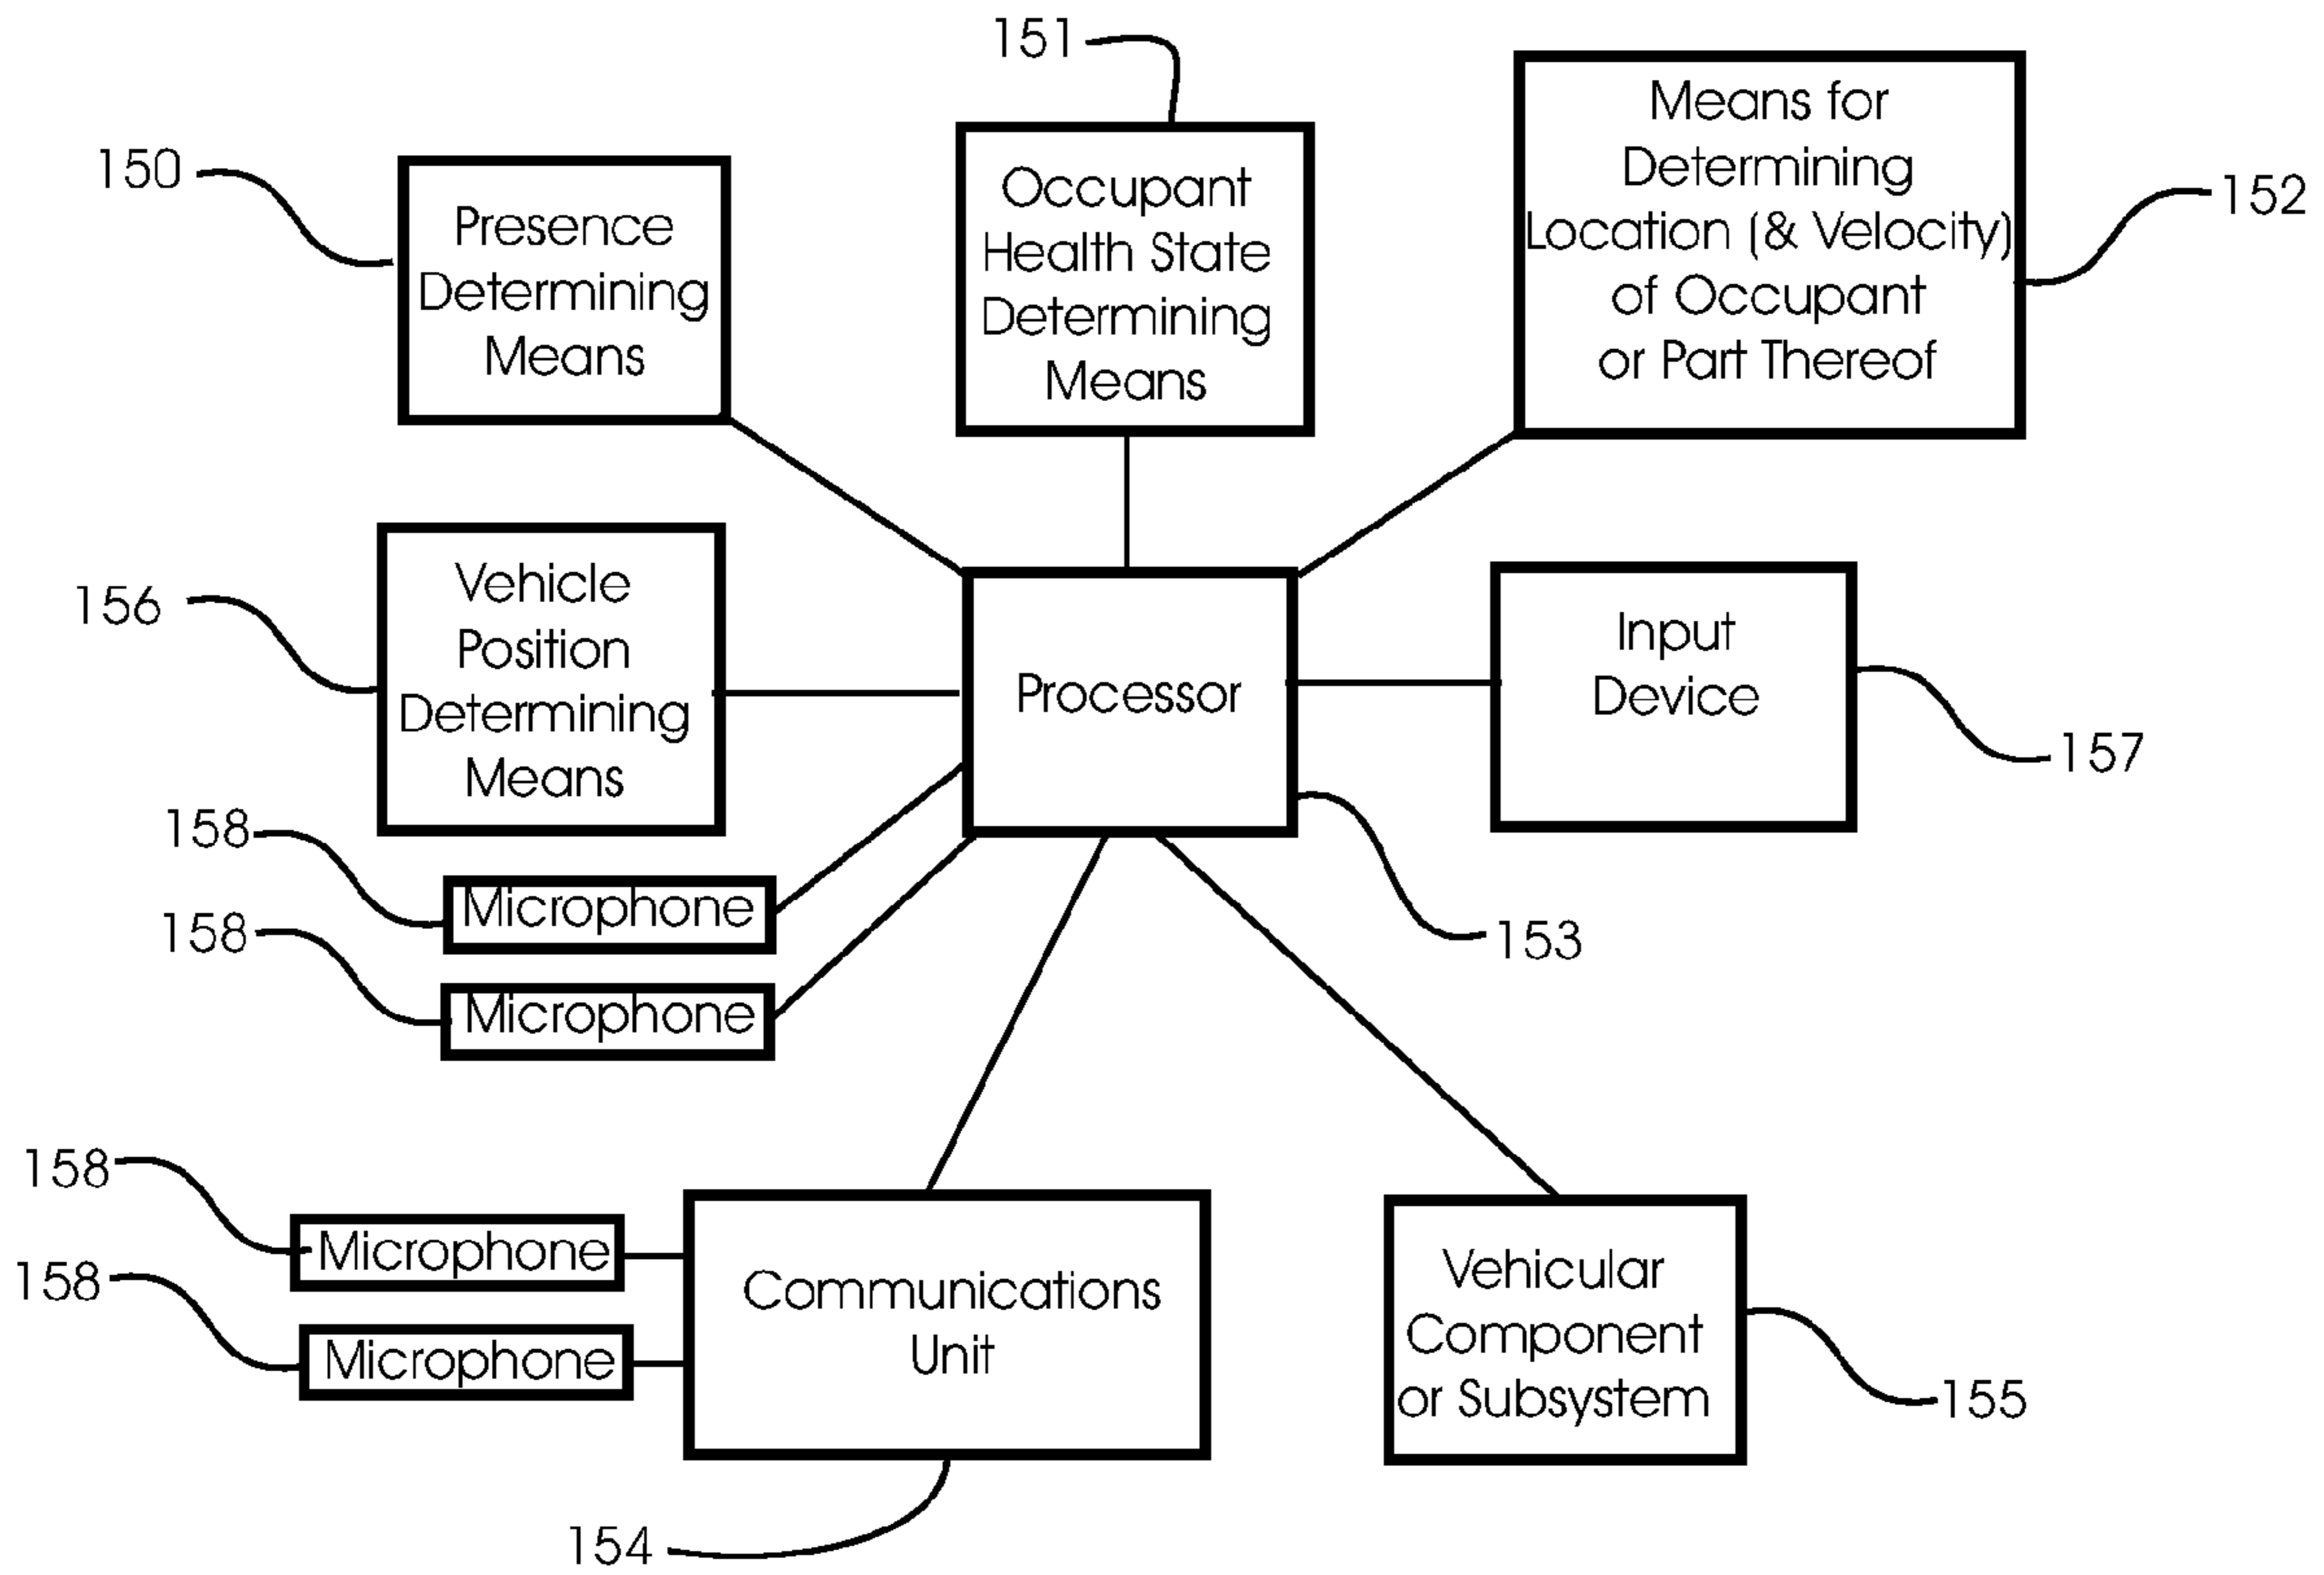 151
150
Presence
Determining
Means
Occupant
Health State
Determining
Means
Means for
Determining
Location (& Velocity)
of Occupant
or Part Thereof
152
156
Vehicle
Position
Determining
Means
Processor
Input
Device
157
158
Microphone
158
Microphone
153
158
Microphone
158
Microphone
Communications
Unit
Vehicular
Component
or Subsystem
155
154